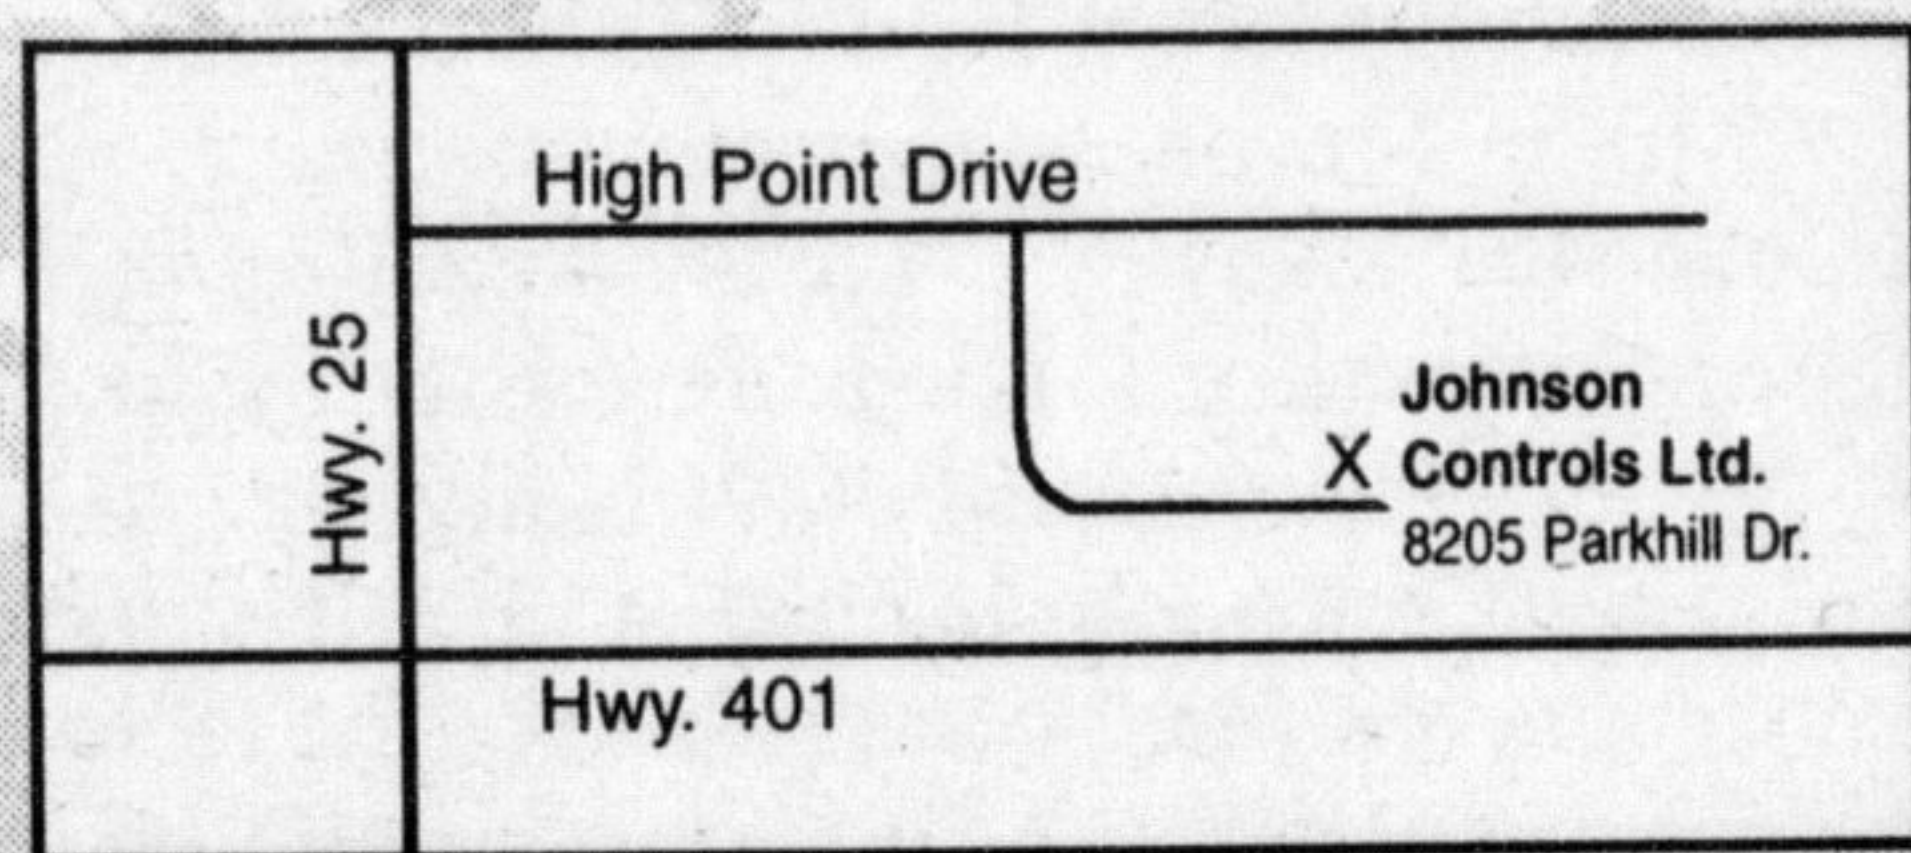 High Point Drive
Hwy. 25
Johnson
X Controls Ltd.
8205 Parkhill Dr.
Hwy. 401